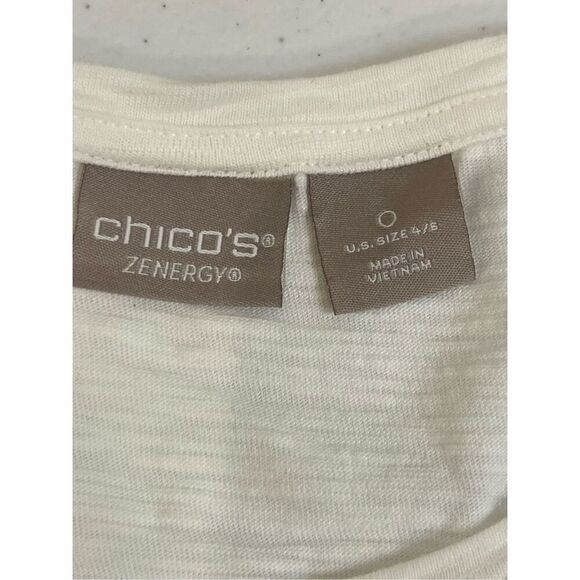 chico's®
ZENERGY®
0
U.S. SIZE 4/6
MADE IN
VIETNAM